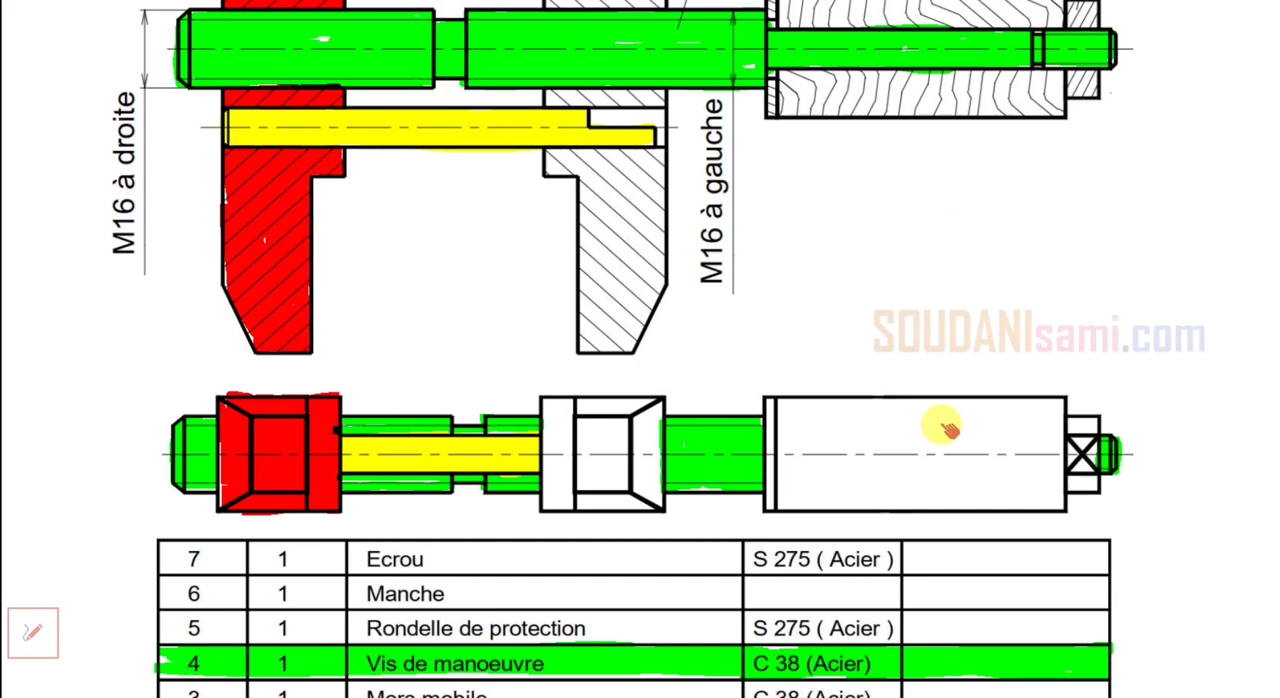 M16 à droite
M16 à gauche
SOUDANIsami.com
7 1 Ecrou S 275 ( Acier )
6 1 Manche
5 1 Rondelle de protection S 275 ( Acier )
4 1 Vis de manoeuvre C 38 (Acier)
3 1 Mors mobile C 38 (Acier)